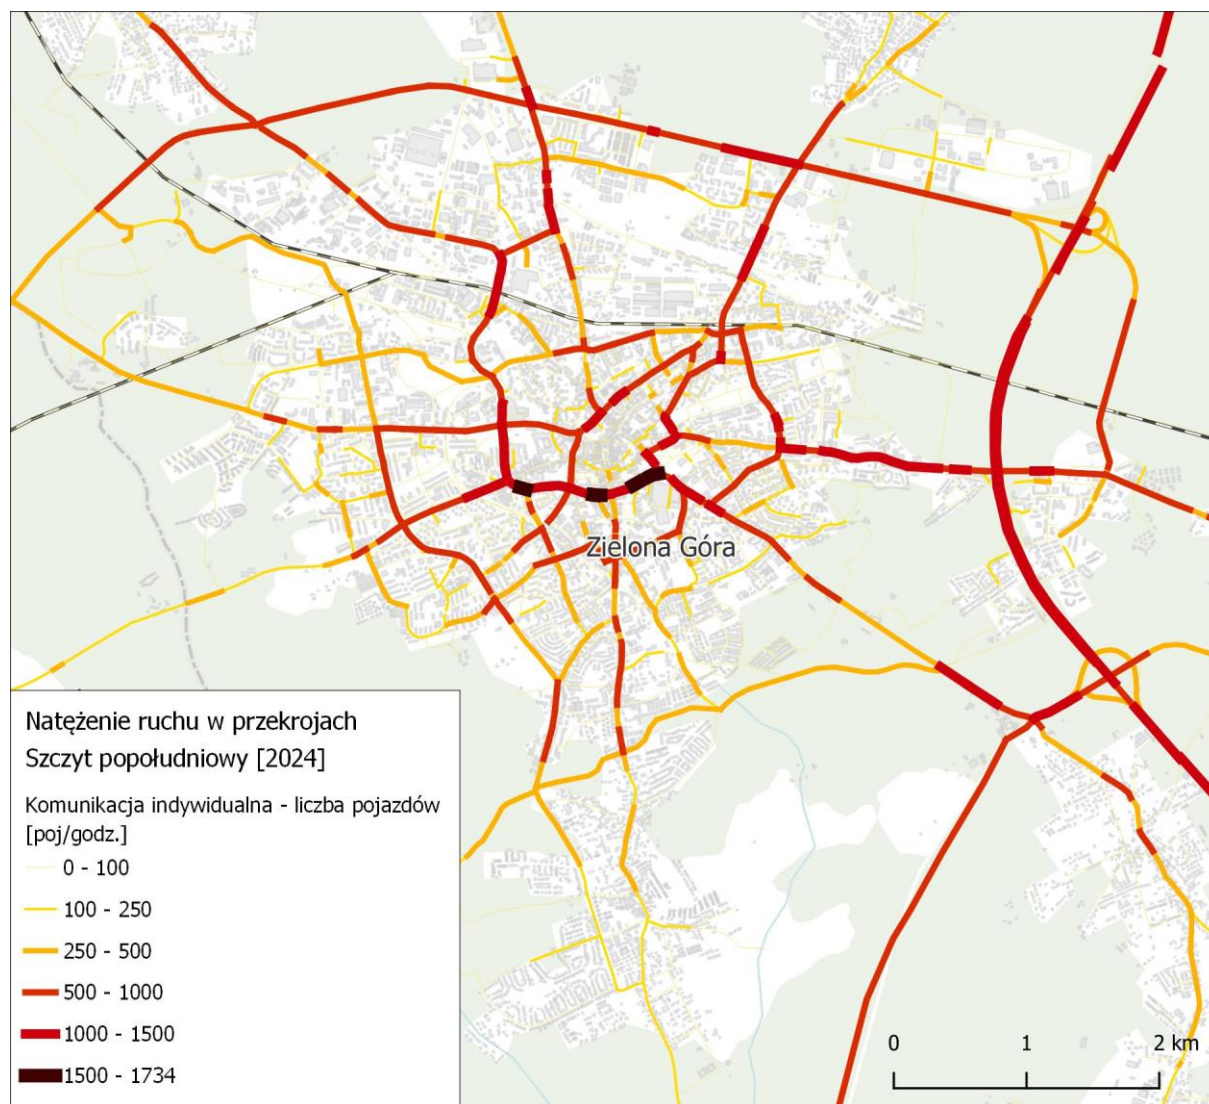 Zielona Góra
Natężenie ruchu w przekrojach
Szczyt popołudniowy [2024]
Komunikacja indywidualna - liczba pojazdów
[poj/godz.]
0 - 100
100 - 250
250 - 500
500 - 1000
1000 - 1500
1500 - 1734
0 1 2 km